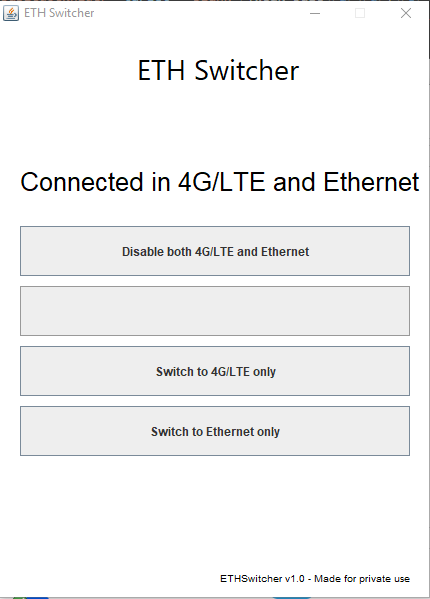 ETH Switcher
ETH Switcher
Connected in 4G/LTE and Ethernet
Disable both 4G/LTE and Ethernet
Switch to 4G/LTE only
Switch to Ethernet only
ETHSwitcher v1.0 - Made for private use